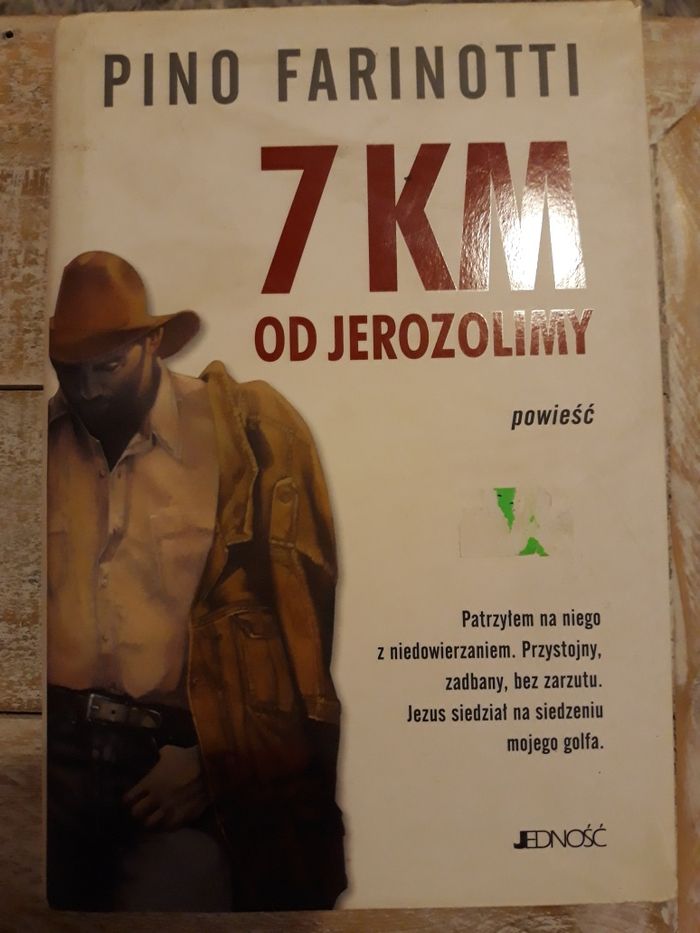 PINO FARINOTTI
7 KM
OD JEROZOLIMY
powieść
Patrzyłem na niego
z niedowierzaniem. Przystojny,
zadbany, bez zarzutu.
Jezus siedział na siedzeniu
mojego golfa.
JEDNOŚĆ